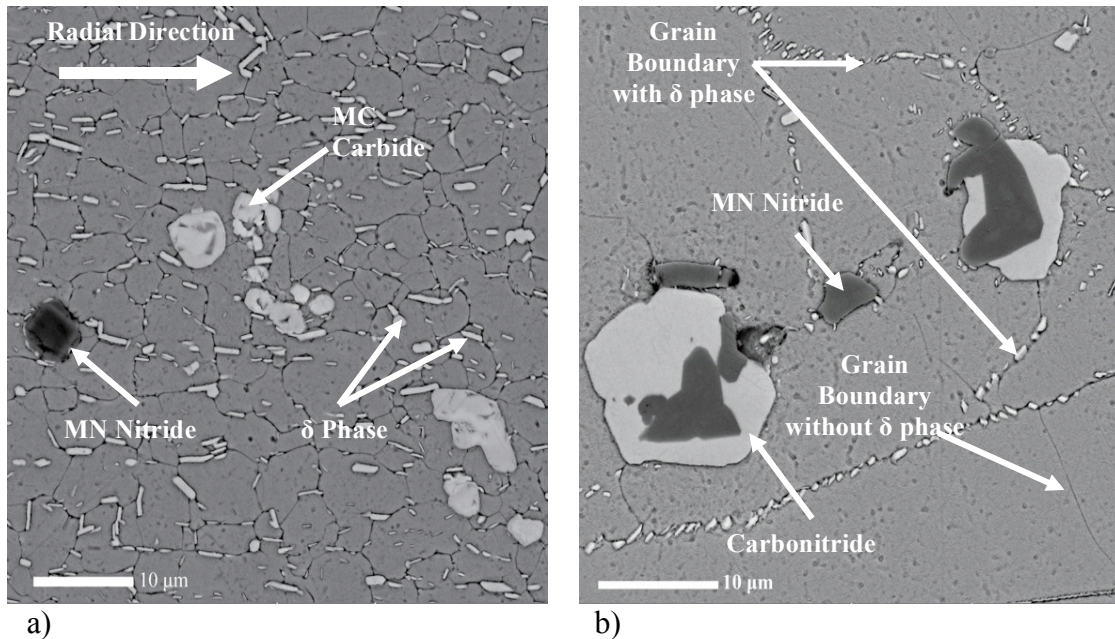 Radial Direction
MC
Carbide
MN Nitride
δ Phase
10 µm
a)
Grain
Boundary
with δ phase
MN Nitride
Grain
Boundary
without δ phase
Carbonitride
10 µm
b)